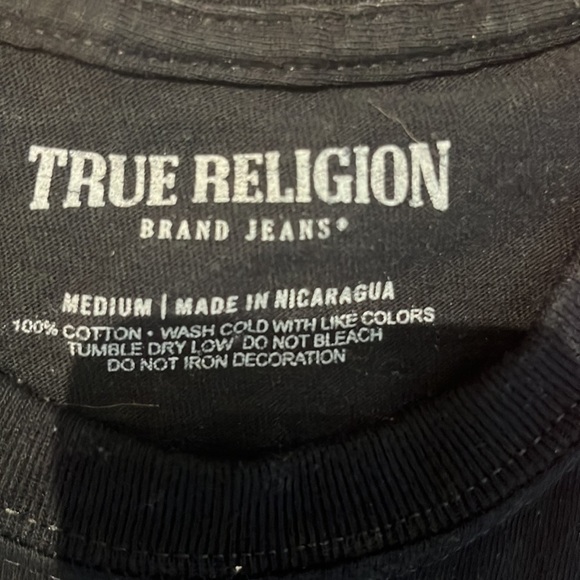 TRUE RELIGION
BRAND JEANS®
MEDIUM | MADE IN NICARAGUA
100% COTTON • WASH COLD WITH LIKE COLORS
TUMBLE DRY LOW DO NOT BLEACH
DO NOT IRON DECORATION